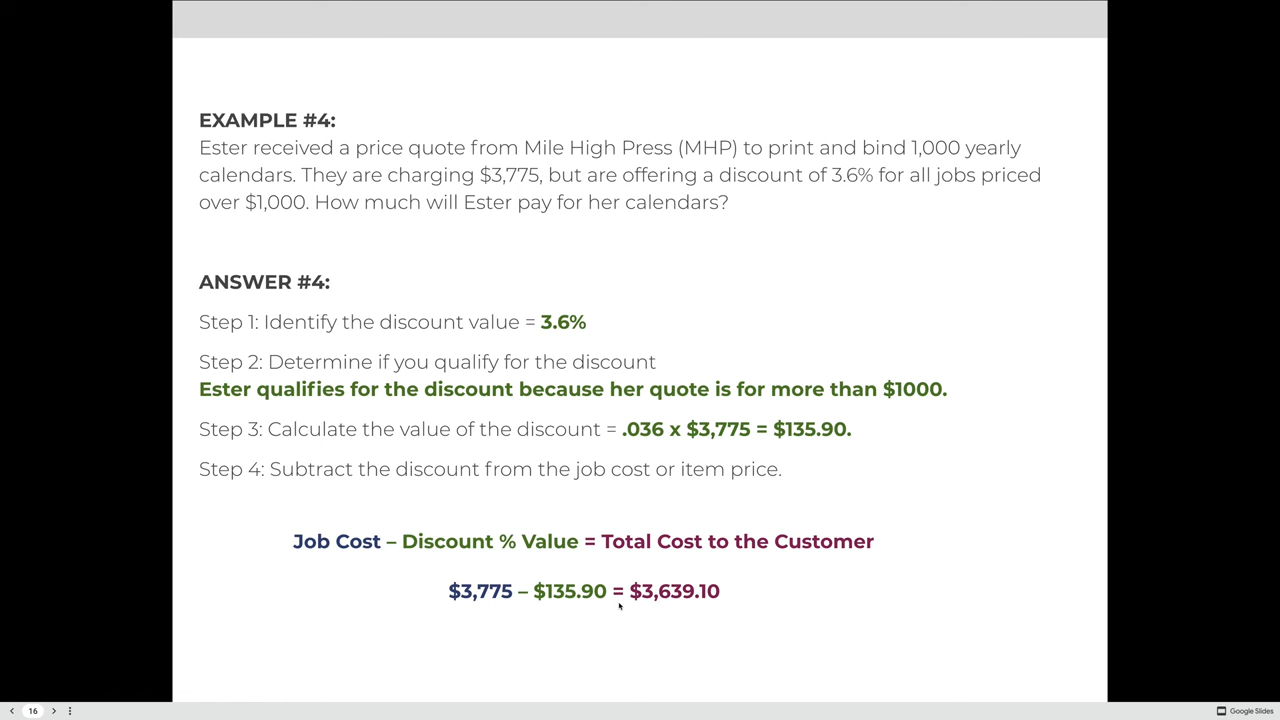 EXAMPLE #4:
Ester received a price quote from Mile High Press (MHP) to print and bind 1,000 yearly
calendars. They are charging $3,775, but are offering a discount of 3.6% for all jobs priced
over $1,000. How much will Ester pay for her calendars?
ANSWER #4:
Step 1: Identify the discount value = 3.6%
Step 2: Determine if you qualify for the discount
Ester qualifies for the discount because her quote is for more than $1000.
Step 3: Calculate the value of the discount = .036 x $3,775 = $135.90.
Step 4: Subtract the discount from the job cost or item price.
Job Cost – Discount % Value = Total Cost to the Customer
$3,775 – $135.90 = $3,639.10
16
Google Slides